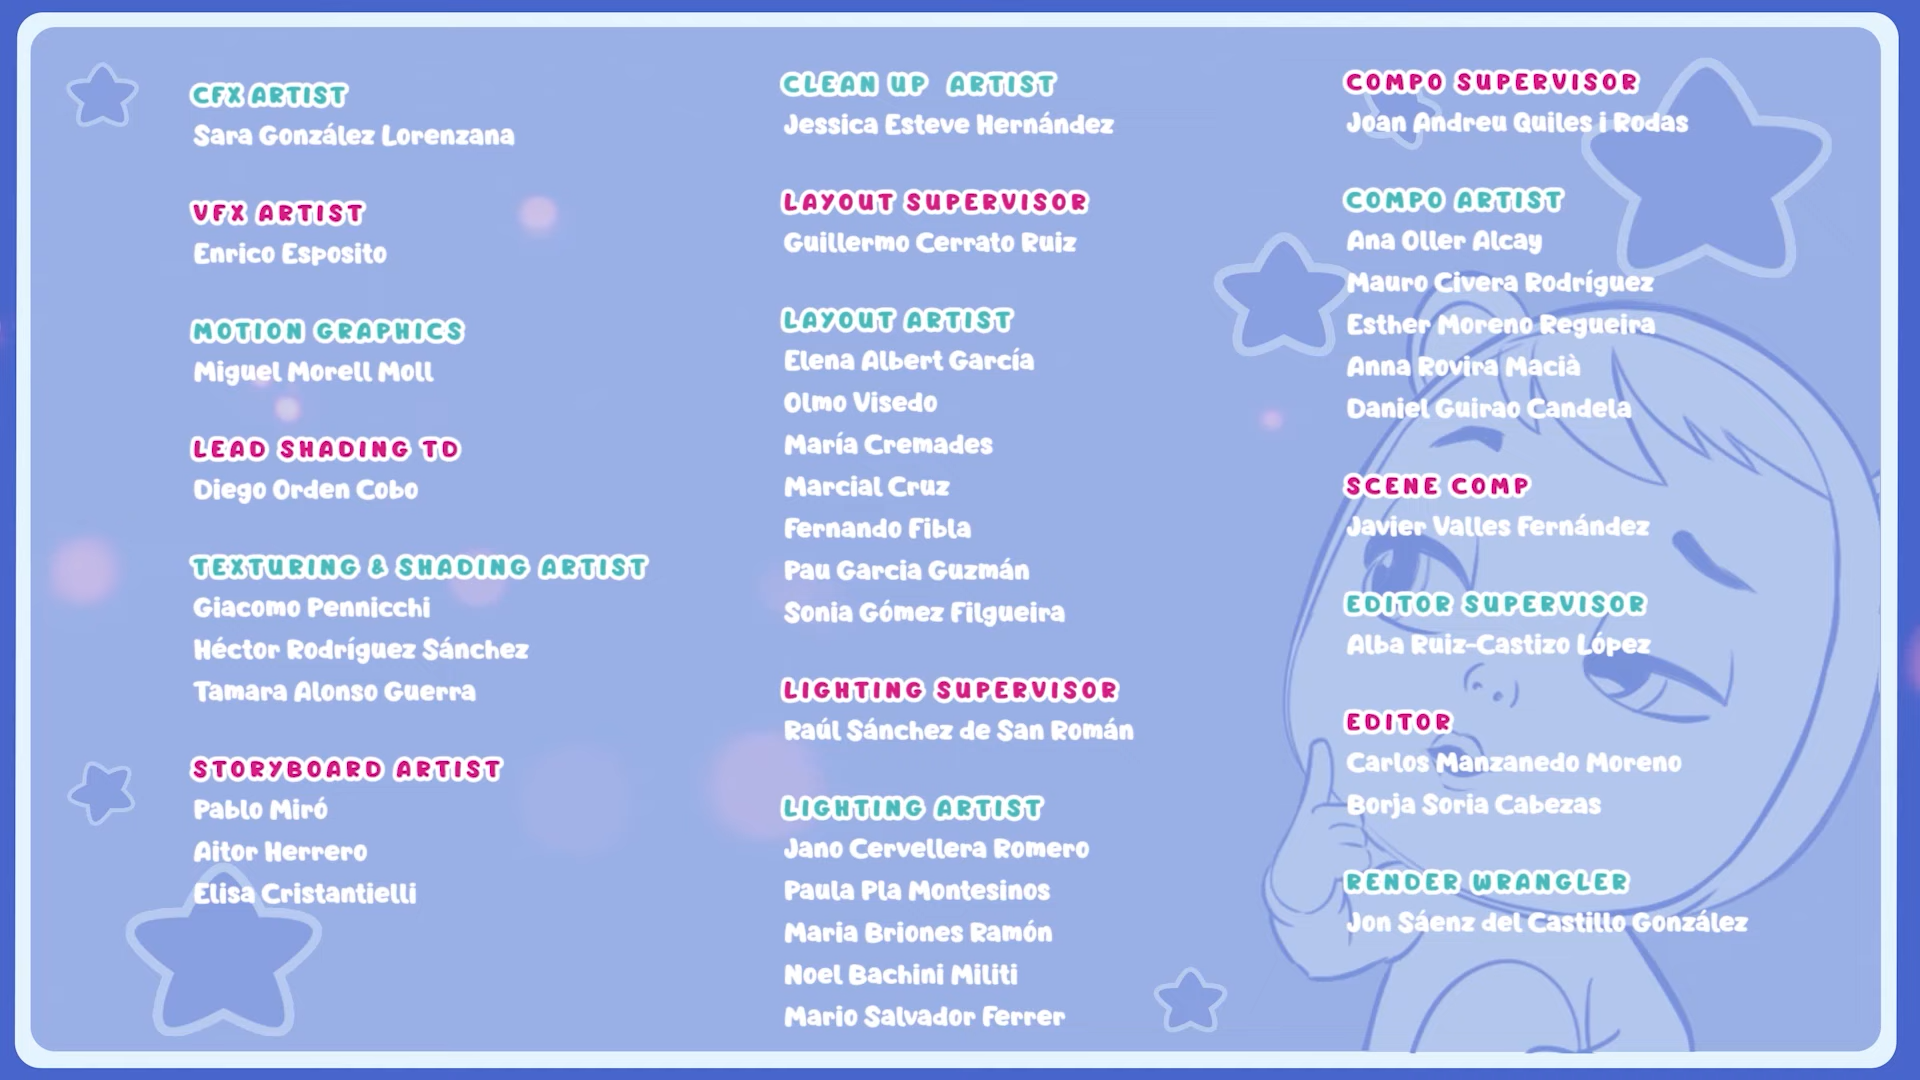 CFX ARTIST
Sara González Lorenzana
VFX ARTIST
Enrico Esposito
MOTION GRAPHICS
Miguel Morell Moll
LEAD SHADING TD
Diego Orden Cobo
TEXTURING & SHADING ARTIST
Giacomo Pennicchi
Héctor Rodríguez Sánchez
Tamara Alonso Guerra
STORYBOARD ARTIST
Pablo Miró
Aitor Herrero
Elisa Cristantielli
CLEAN UP ARTIST
Jessica Esteve Hernández
LAYOUT SUPERVISOR
Guillermo Cerrato Ruiz
LAYOUT ARTIST
Elena Albert García
Olmo Visedo
María Cremades
Marcial Cruz
Fernando Fibla
Pau Garcia Guzmán
Sonia Gómez Filgueira
LIGHTING SUPERVISOR
Raúl Sánchez de San Román
LIGHTING ARTIST
Jano Cervellera Romero
Paula Pla Montesinos
Maria Briones Ramón
Noel Bachini Militi
Mario Salvador Ferrer
COMPO SUPERVISOR
Joan Andreu Quiles i Rodas
COMPO ARTIST
Ana Oller Alcay
Mauro Civera Rodríguez
Esther Moreno Regueira
Anna Rovira Macià
Daniel Guirao Candela
SCENE COMP
Javier Valles Fernández
EDITOR SUPERVISOR
Alba Ruiz-Castizo López
EDITOR
Carlos Manzanedo Moreno
Borja Soria Cabezas
RENDER WRANGLER
Jon Sáenz del Castillo González